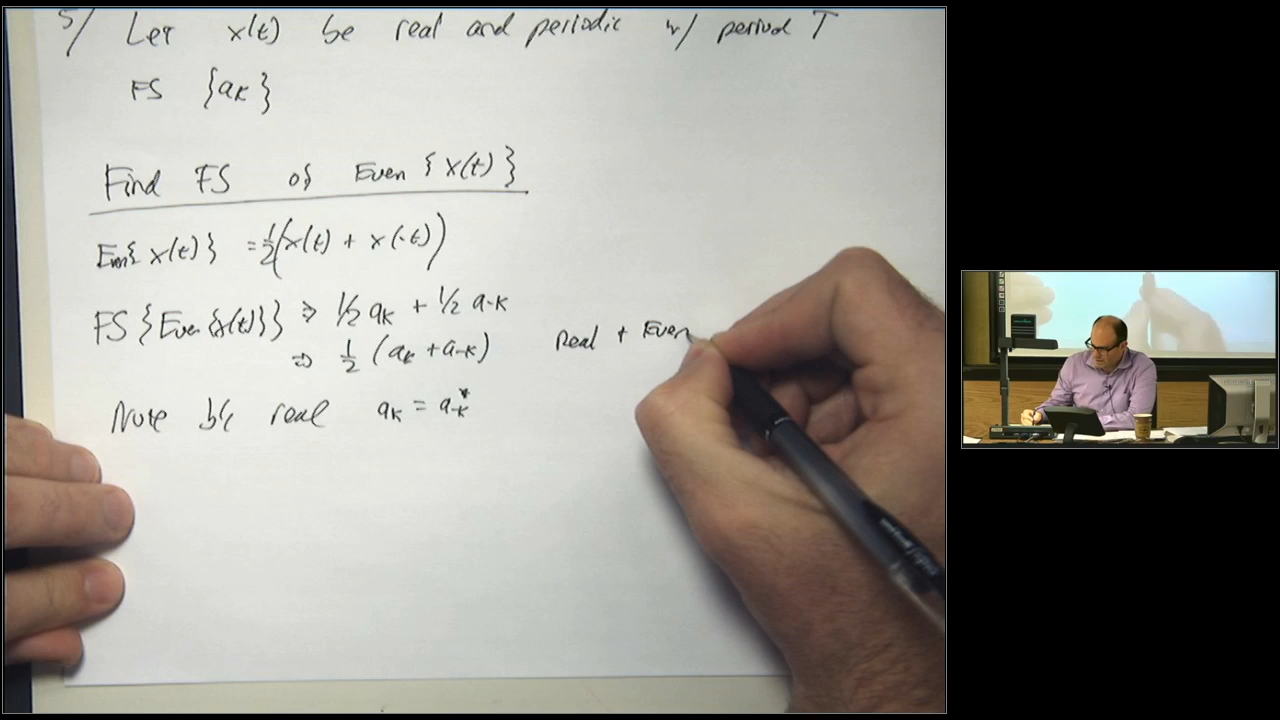 5/ Let x(t) be real and periodic w/ period T
FS {aₖ}
Find FS of Even {x(t)}
Even{x(t)} = 1/2(x(t) + x(-t))
FS {Even {x(t)}} ⇒ 1/2 aₖ + 1/2 a₋ₖ
⇒ 1/2 (aₖ + a₋ₖ) Real + Even
Note b/c real aₖ = a₋ₖ*